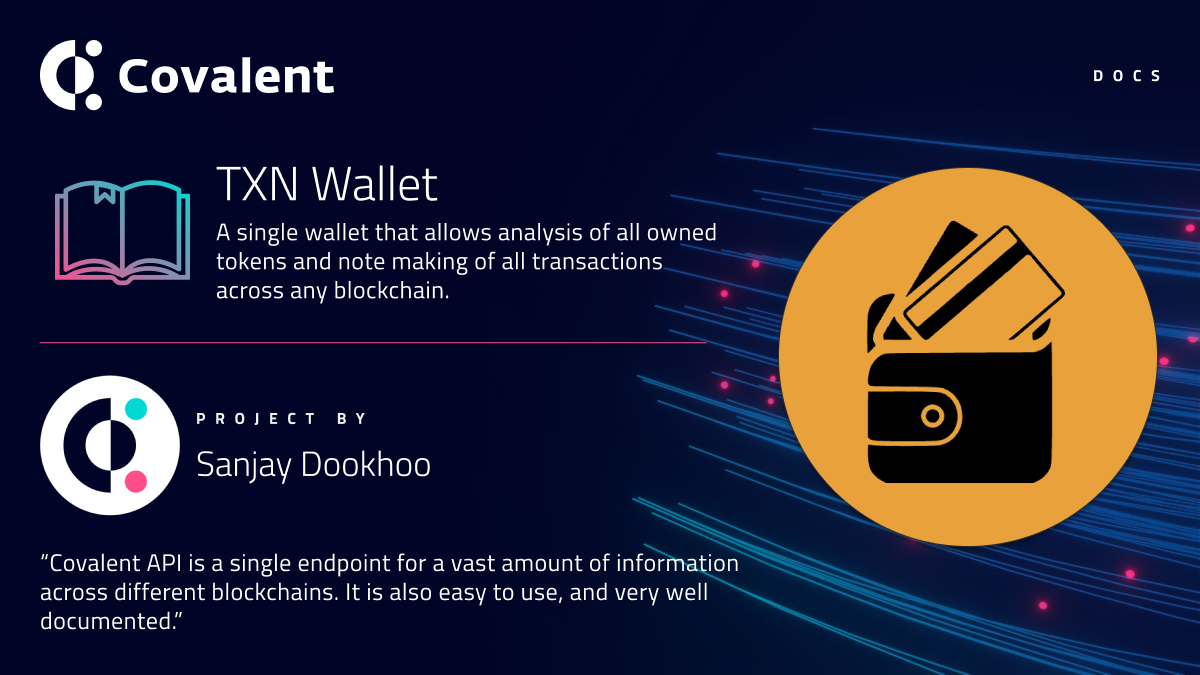 Covalent
DOCS
TXN Wallet
A single wallet that allows analysis of all owned
tokens and note making of all transactions
across any blockchain.
PROJECT BY
Sanjay Dookhoo
“Covalent API is a single endpoint for a vast amount of information
across different blockchains. It is also easy to use, and very well
documented.”